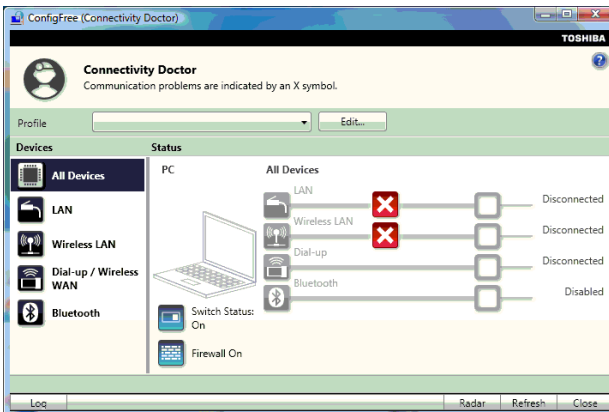 ConfigFree (Connectivity Doctor)
TOSHIBA
Connectivity Doctor
Communication problems are indicated by an X symbol.
Profile
Edit...
Devices
Status
All Devices
LAN
Wireless LAN
Dial-up / Wireless
WAN
Bluetooth
PC
Switch Status:
On
Firewall On
All Devices
LAN
Disconnected
Wireless LAN
Disconnected
Dial-up
Disconnected
Bluetooth
Disabled
Log
Radar
Refresh
Close